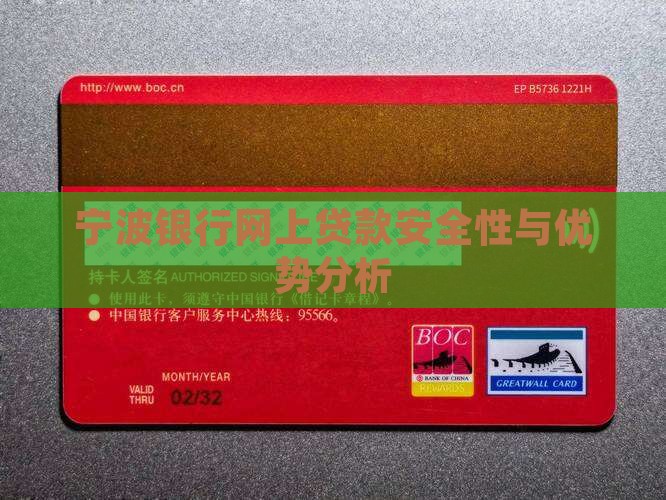 http://www.boc.cn
EP B5736 1221H
宁波银行网上贷款安全性与优
势分析
持卡人签名 AUTHORIZED SIGNATURE
使用此卡，须遵守中国银行《借记卡章程》。
中国银行客户服务中心热线：95566。
BOC
BANK OF CHINA
REWARDS
GREATWALL CARD
MONTH/YEAR
VALID
THRU
02/32